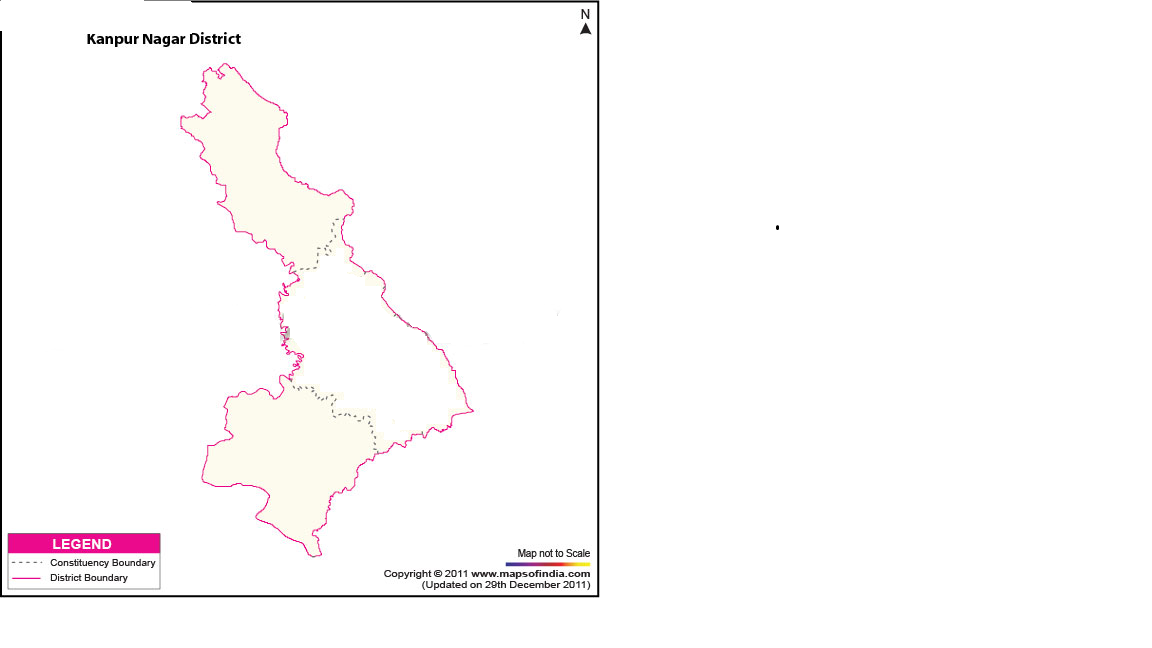 N
Kanpur Nagar District
LEGEND
Constituency Boundary
District Boundary
Map not to Scale
Copyright © 2011 www.mapsofindia.com
(Updated on 29th December 2011)